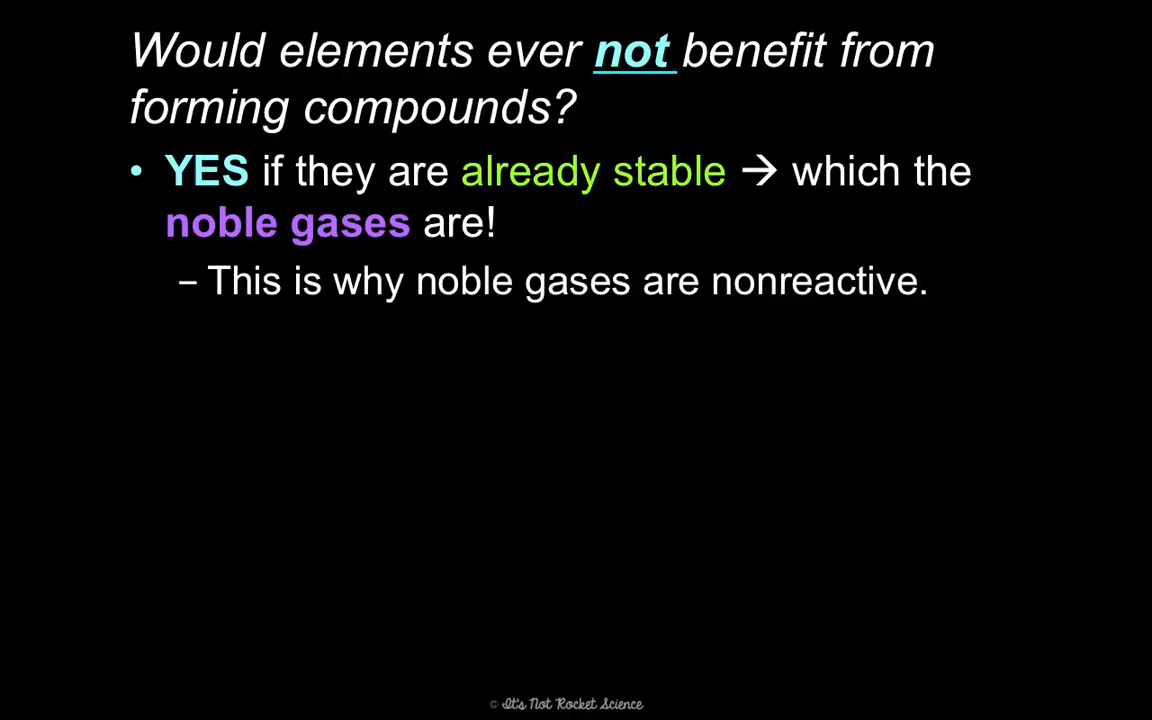 Would elements ever not benefit from
forming compounds?
• YES if they are already stable → which the
noble gases are!
– This is why noble gases are nonreactive.
© It's Not Rocket Science